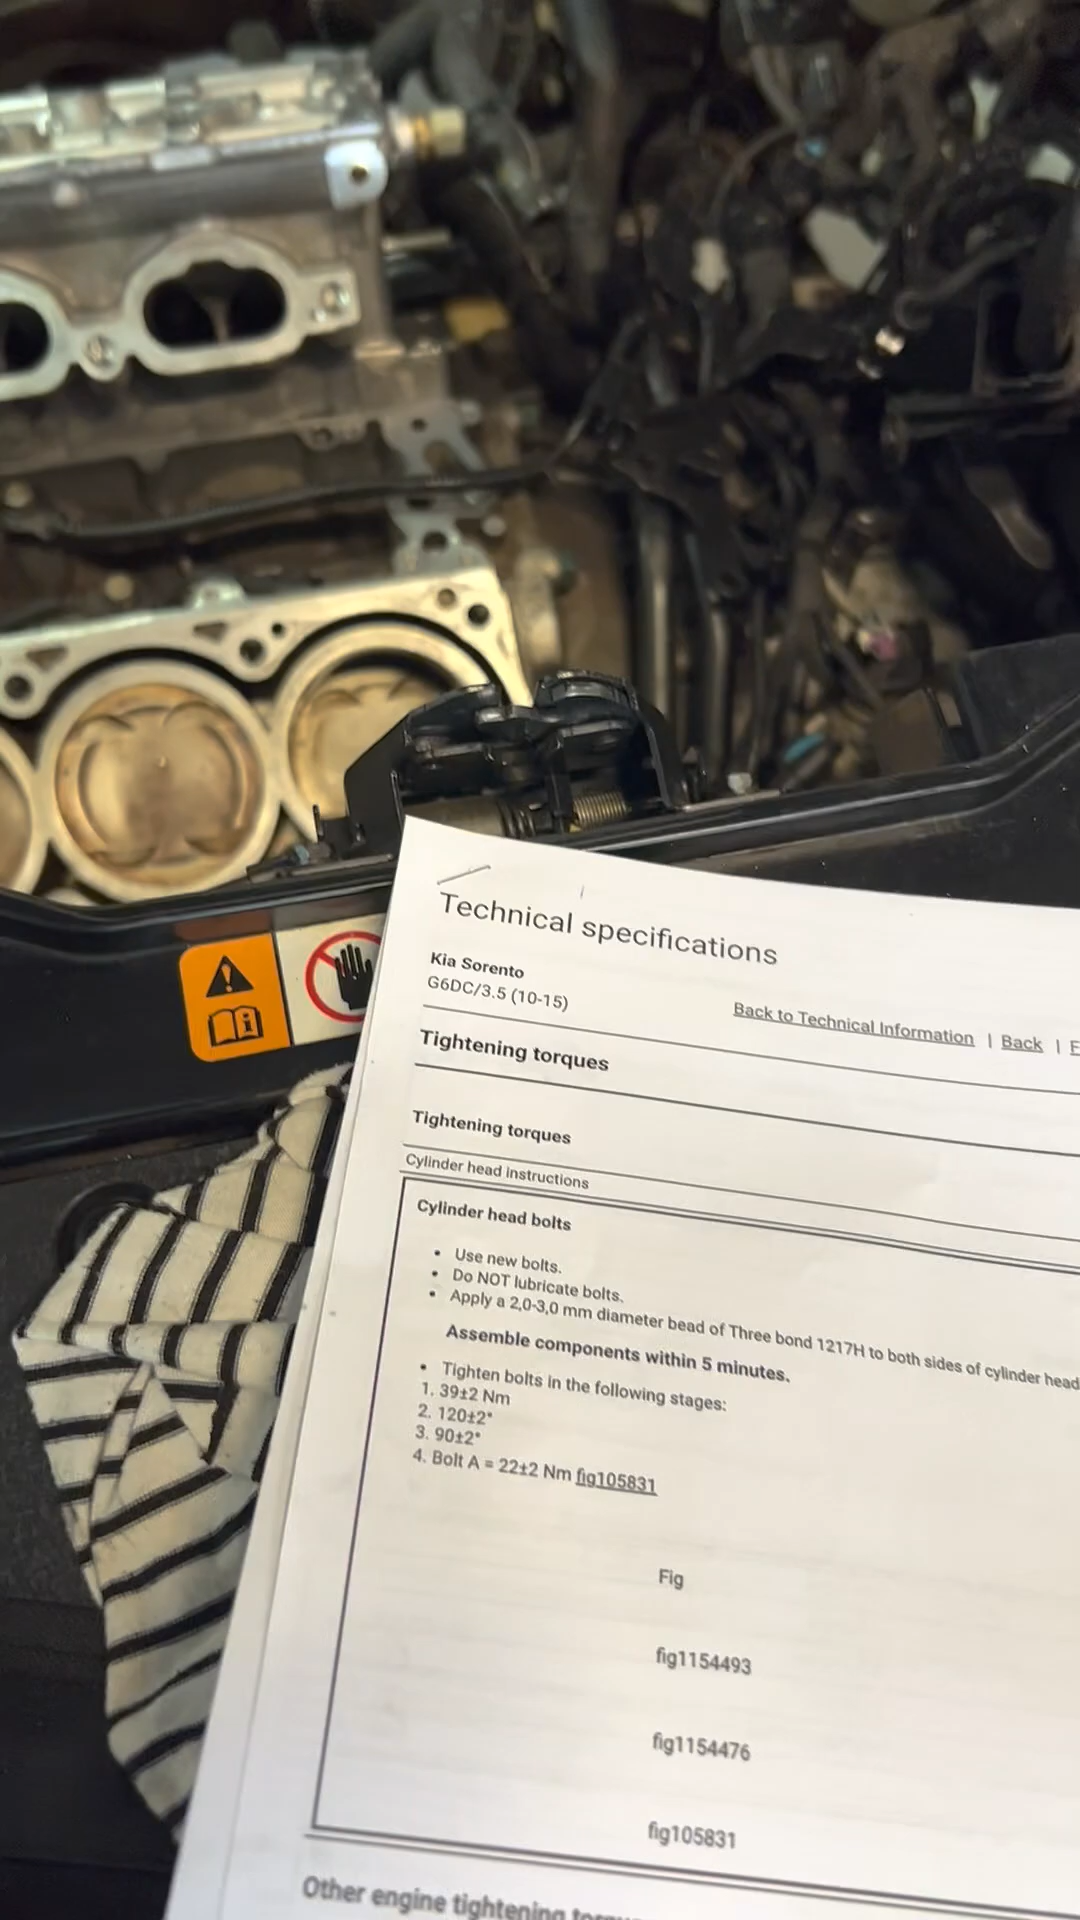 Technical specifications
Kia Sorento
G6DC/3.5 (10-15)
Back to Technical Information | Back |
Tightening torques
Tightening torques
Cylinder head instructions
Cylinder head bolts
• Use new bolts.
• Do NOT lubricate bolts.
• Apply a 2,0-3,0 mm diameter bead of Three bond 1217H to both sides of cylinder head
Assemble components within 5 minutes.
• Tighten bolts in the following stages:
1. 39±2 Nm
2. 120±2°
3. 90±2°
4. Bolt A = 22±2 Nm fig105831
Fig
fig1154493
fig1154476
fig105831
Other engine tightening